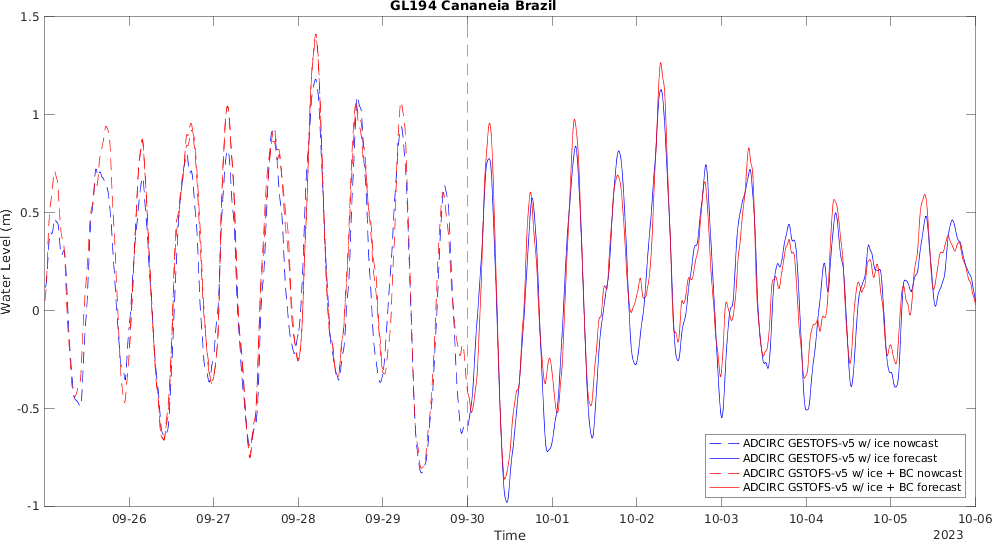 GL194 Cananeia Brazil
1.5
1
0.5
0
-0.5
-1
Water Level (m)
09-26 09-27 09-28 09-29 09-30 10-01 10-02 10-03 10-04 10-05 10-06
Time
2023
ADCIRC GESTOFS-v5 w/ ice nowcast
ADCIRC GESTOFS-v5 w/ ice forecast
ADCIRC GSTOFS-v5 w/ ice + BC nowcast
ADCIRC GSTOFS-v5 w/ ice + BC forecast